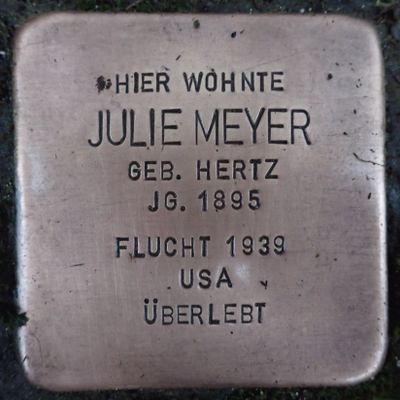 HIER WOHNTE
JULIE MEYER
GEB. HERTZ
JG. 1895
FLUCHT 1939
USA
ÜBERLEBT